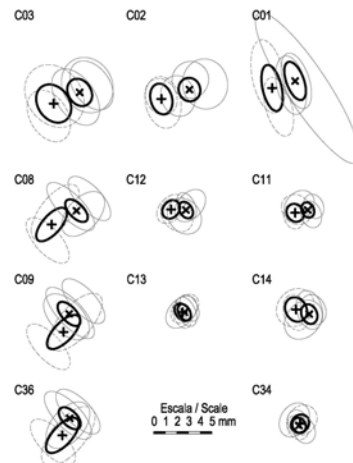 C03 C02 C01
C08 C12 C11
C09 C13 C14
C36 C34
Escala / Scale
0 1 2 3 4 5 mm